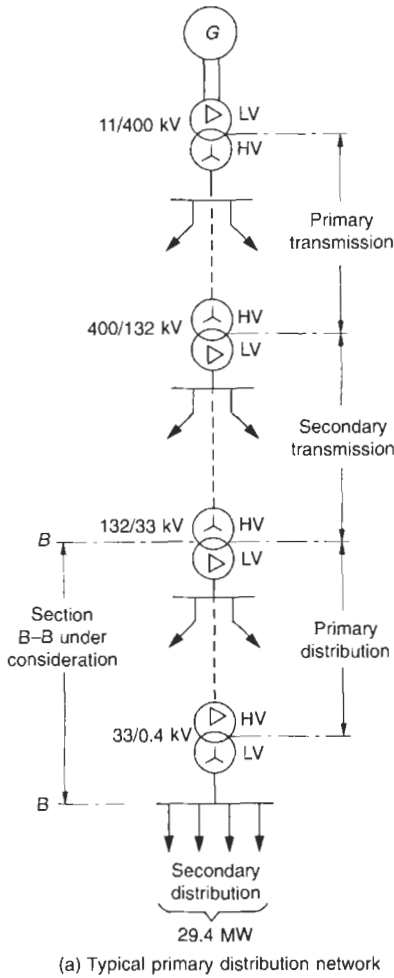 G
11/400 kV
LV
HV
Primary
transmission
400/132 kV
HV
LV
Secondary
transmission
B
132/33 kV
HV
LV
Section
B–B under
consideration
Primary
distribution
33/0.4 kV
HV
LV
B
Secondary
distribution
29.4 MW
(a) Typical primary distribution network